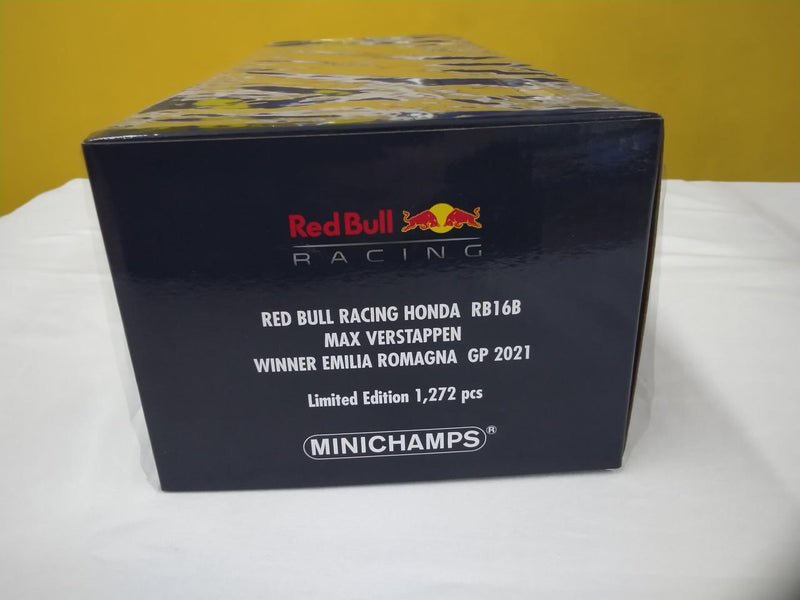 Red Bull
RACING
RED BULL RACING HONDA RB16B
MAX VERSTAPPEN
WINNER EMILIA ROMAGNA GP 2021
Limited Edition 1,272 pcs
MINICHAMPS®